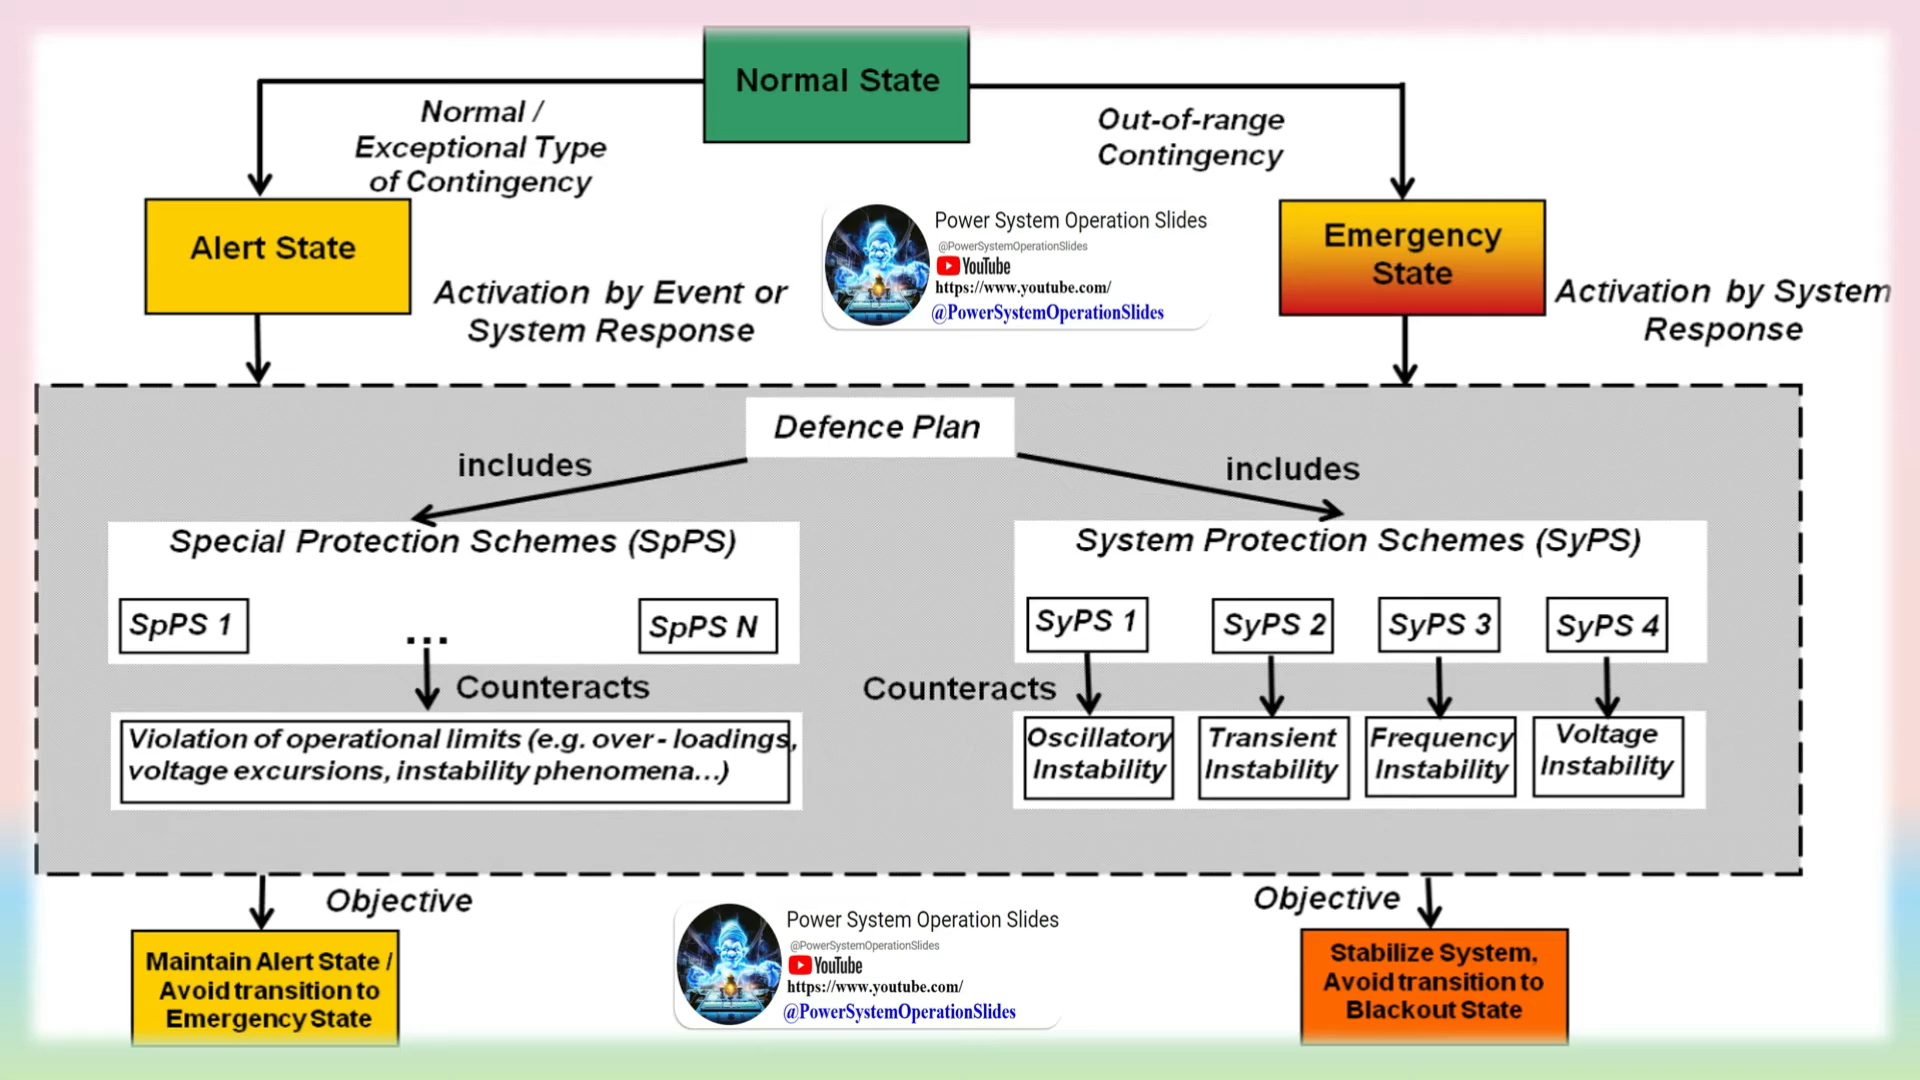 Normal State
Normal /
Exceptional Type
of Contingency
Out-of-range
Contingency
Alert State
Power System Operation Slides
@PowerSystemOperationSlides
YouTube
https://www.youtube.com/
@PowerSystemOperationSlides
Emergency
State
Activation by Event or
System Response
Activation by System
Response
Defence Plan
includes
includes
Special Protection Schemes (SpPS)
System Protection Schemes (SyPS)
SpPS 1
...
SpPS N
SyPS 1
SyPS 2
SyPS 3
SyPS 4
Counteracts
Counteracts
Violation of operational limits (e.g. over - loadings,
voltage excursions, instability phenomena...)
Oscillatory
Instability
Transient
Instability
Frequency
Instability
Voltage
Instability
Objective
Objective
Maintain Alert State /
Avoid transition to
Emergency State
Power System Operation Slides
@PowerSystemOperationSlides
YouTube
https://www.youtube.com/
@PowerSystemOperationSlides
Stabilize System,
Avoid transition to
Blackout State